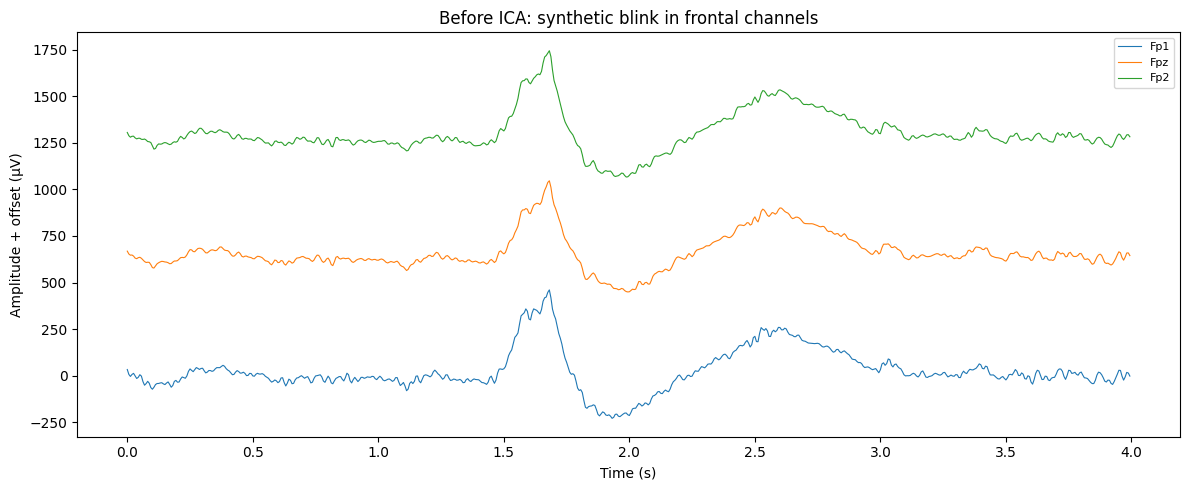 Before ICA: synthetic blink in frontal channels
Fp1
Fpz
Fp2
Amplitude + offset (µV)
1750
1500
1250
1000
750
500
250
0
−250
0.0 0.5 1.0 1.5 2.0 2.5 3.0 3.5 4.0
Time (s)